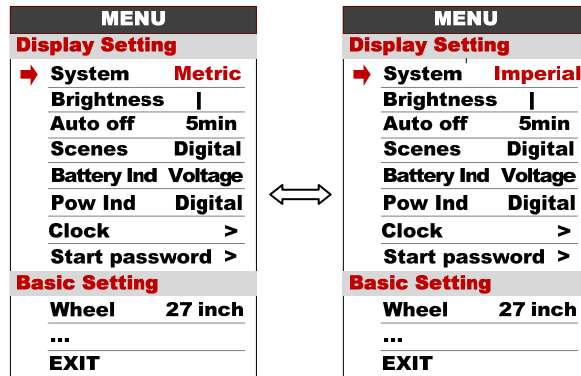 MENU
Display Setting
System Metric
Brightness |
Auto off 5min
Scenes Digital
Battery Ind Voltage
Pow Ind Digital
Clock >
Start password >
Basic Setting
Wheel 27 inch
...
EXIT
MENU
Display Setting
System Imperial
Brightness |
Auto off 5min
Scenes Digital
Battery Ind Voltage
Pow Ind Digital
Clock >
Start password >
Basic Setting
Wheel 27 inch
...
EXIT